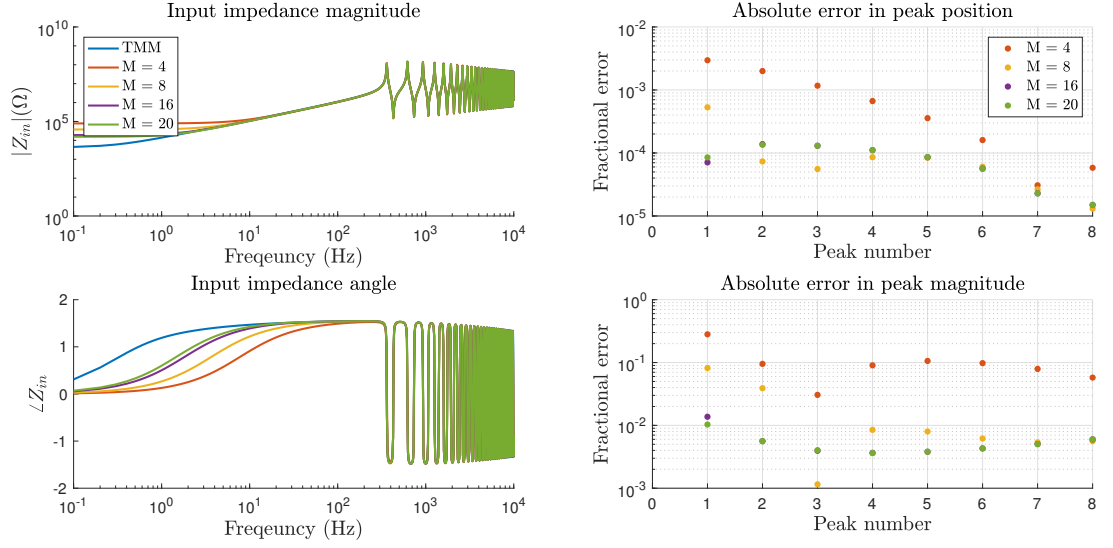 Input impedance magnitude
10^10
10^5
10^0
|Z_in|(Ω)
TMM
M = 4
M = 8
M = 16
M = 20
10^-1 10^0 10^1 10^2 10^3 10^4
Freqeuncy (Hz)
Absolute error in peak position
10^-2
10^-3
10^-4
10^-5
Fractional error
M = 4
M = 8
M = 16
M = 20
0 1 2 3 4 5 6 7 8
Peak number
Input impedance angle
2
1
0
-1
-2
∠Z_in
10^-1 10^0 10^1 10^2 10^3 10^4
Freqeuncy (Hz)
Absolute error in peak magnitude
10^0
10^-1
10^-2
10^-3
Fractional error
0 1 2 3 4 5 6 7 8
Peak number